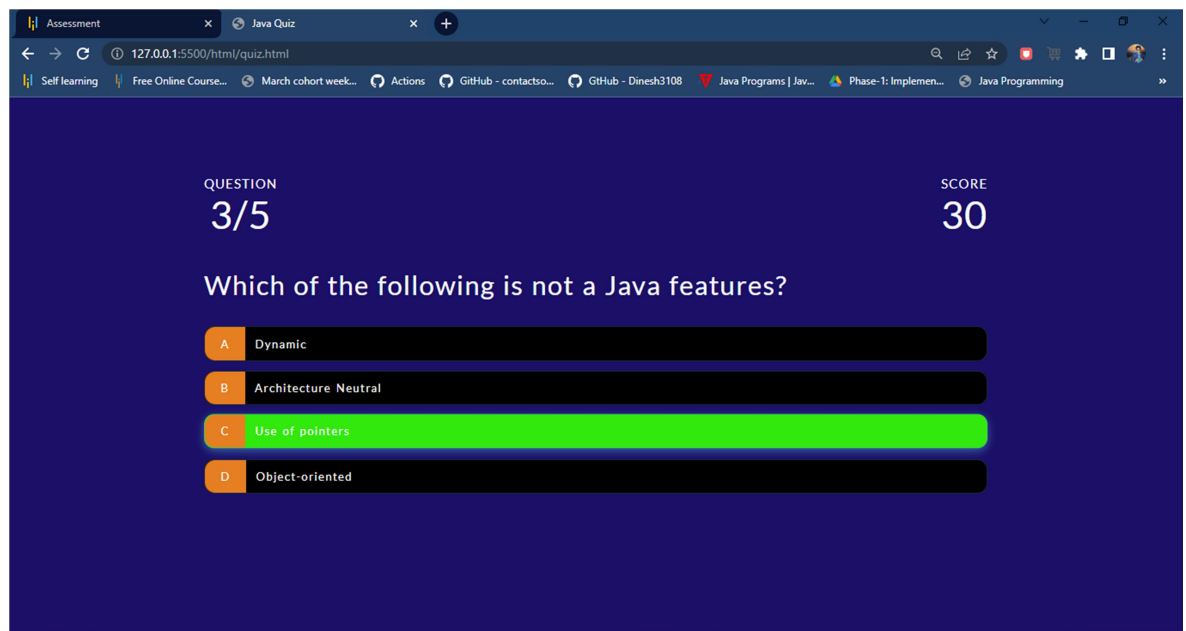 Assessment
Java Quiz
127.0.0.1:5500/html/quiz.html
Self learning
Free Online Course...
March cohort week...
Actions
GitHub - contactso...
GtHub - Dinesh3108
Java Programs | Jav...
Phase-1: Implemen...
Java Programming
QUESTION
SCORE
3/5
30
Which of the following is not a Java features?
A Dynamic
B Architecture Neutral
C Use of pointers
D Object-oriented